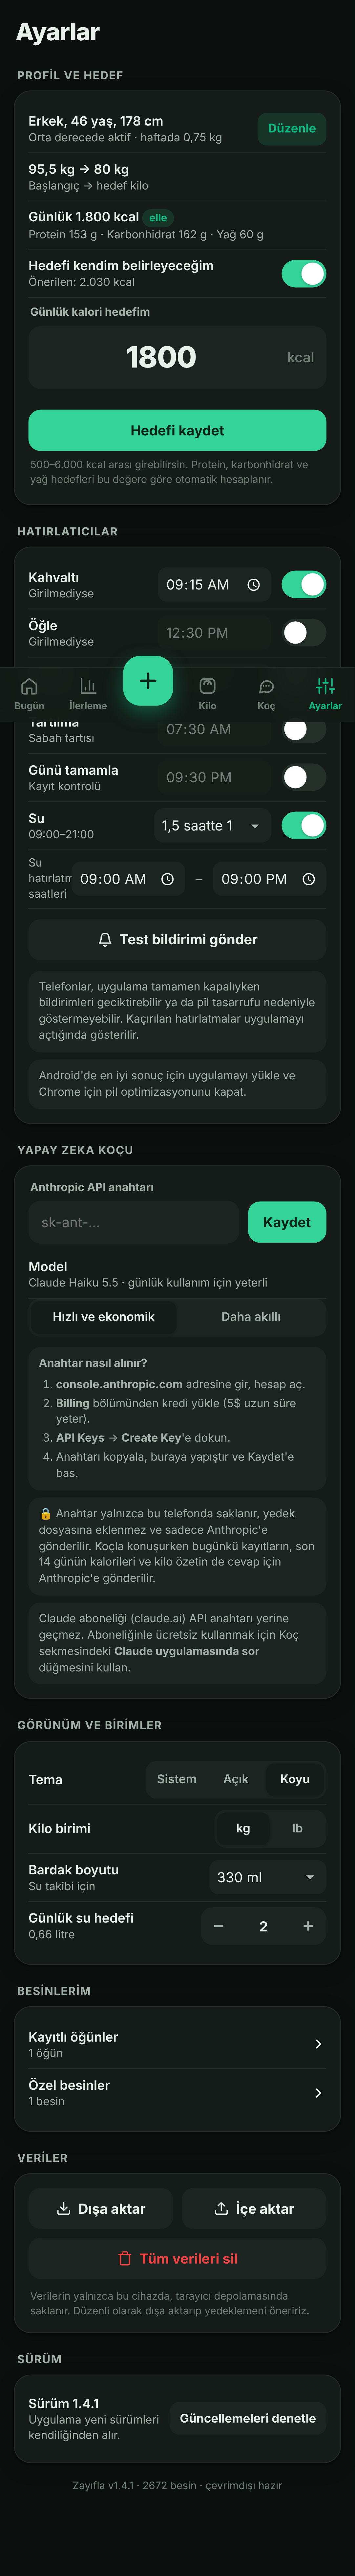 Ayarlar
PROFİL VE HEDEF
Erkek, 46 yaş, 178 cm
Orta derecede aktif · haftada 0,75 kg
Düzenle
95,5 kg → 80 kg
Başlangıç → hedef kilo
Günlük 1.800 kcal elle
Protein 153 g · Karbonhidrat 162 g · Yağ 60 g
Hedefi kendim belirleyeceğim
Önerilen: 2.030 kcal
Günlük kalori hedefim
1800 kcal
Hedefi kaydet
500–6.000 kcal arası girebilirsin. Protein, karbonhidrat ve
yağ hedefleri bu değere göre otomatik hesaplanır.
HATIRLATICILAR
Kahvaltı
Girilmediyse
09:15 AM
Öğle
Girilmediyse
12:30 PM
Bugün
İlerleme
Kilo
Koç
Ayarlar
Tartılma
Sabah tartısı
07:30 AM
Günü tamamla
Kayıt kontrolü
09:30 PM
Su
09:00–21:00
1,5 saatte 1
Su
hatırlatm
saatleri
09:00 AM – 09:00 PM
Test bildirimi gönder
Telefonlar, uygulama tamamen kapalıyken
bildirimleri geciktirebilir ya da pil tasarrufu nedeniyle
göstermeyebilir. Kaçırılan hatırlatmalar uygulamayı
açtığında gösterilir.
Android'de en iyi sonuç için uygulamayı yükle ve
Chrome için pil optimizasyonunu kapat.
YAPAY ZEKA KOÇU
Anthropic API anahtarı
sk-ant-...
Kaydet
Model
Claude Haiku 5.5 · günlük kullanım için yeterli
Hızlı ve ekonomik
Daha akıllı
Anahtar nasıl alınır?
1. console.anthropic.com adresine gir, hesap aç.
2. Billing bölümünden kredi yükle (5$ uzun süre
yeter).
3. API Keys → Create Key'e dokun.
4. Anahtarı kopyala, buraya yapıştır ve Kaydet'e
bas.
🔒 Anahtar yalnızca bu telefonda saklanır, yedek
dosyasına eklenmez ve sadece Anthropic'e
gönderilir. Koçla konuşurken bugünkü kayıtların, son
14 günün kalorileri ve kilo özetin de cevap için
Anthropic'e gönderilir.
Claude aboneliği (claude.ai) API anahtarı yerine
geçmez. Aboneliğinle ücretsiz kullanmak için Koç
sekmesindeki Claude uygulamasında sor
düğmesini kullan.
GÖRÜNÜM VE BİRİMLER
Tema
Sistem
Açık
Koyu
Kilo birimi
kg
lb
Bardak boyutu
Su takibi için
330 ml
Günlük su hedefi
0,66 litre
− 2 +
BESİNLERİM
Kayıtlı öğünler
1 öğün
Özel besinler
1 besin
VERİLER
Dışa aktar
İçe aktar
Tüm verileri sil
Verilerin yalnızca bu cihazda, tarayıcı depolamasında
saklanır. Düzenli olarak dışa aktarıp yedeklemeni öneririz.
SÜRÜM
Sürüm 1.4.1
Uygulama yeni sürümleri
kendiliğinden alır.
Güncellemeleri denetle
Zayıfla v1.4.1 · 2672 besin · çevrimdışı hazır